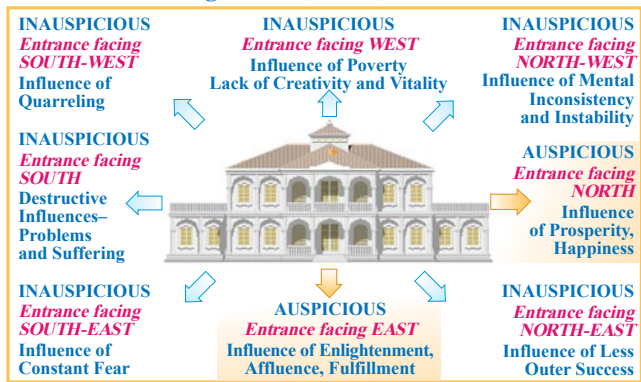 INAUSPICIOUS
Entrance facing
SOUTH-WEST
Influence of
Quarreling
INAUSPICIOUS
Entrance facing WEST
Influence of Poverty
Lack of Creativity and Vitality
INAUSPICIOUS
Entrance facing
NORTH-WEST
Influence of Mental
Inconsistency
and Instability
INAUSPICIOUS
Entrance facing
SOUTH
Destructive
Influences–
Problems
and Suffering
AUSPICIOUS
Entrance facing
NORTH
Influence
of Prosperity,
Happiness
INAUSPICIOUS
Entrance facing
SOUTH-EAST
Influence of
Constant Fear
AUSPICIOUS
Entrance facing EAST
Influence of Enlightenment,
Affluence, Fulfillment
INAUSPICIOUS
Entrance facing
NORTH-EAST
Influence of Less
Outer Success